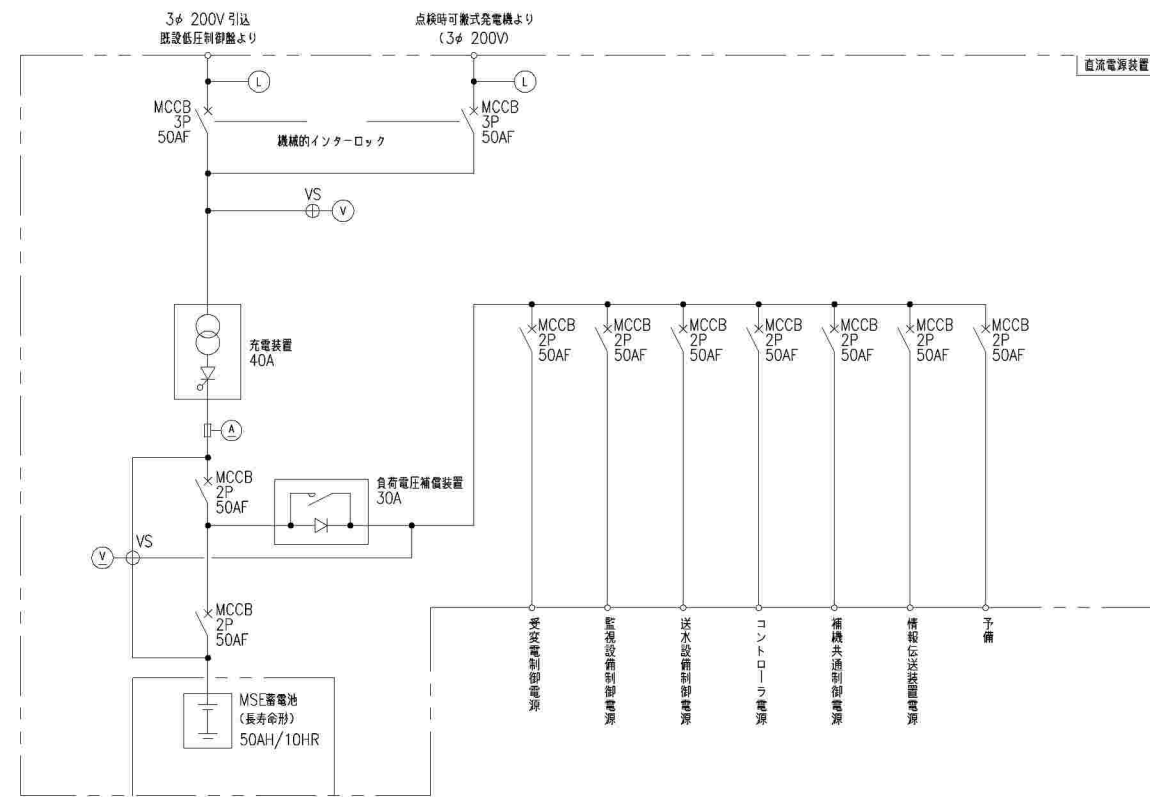 3φ 200V 引込
既設低圧制御盤より
点検時可搬式発電機より
(3φ 200V)
直流電源装置
L
L
MCCB
3P
50AF
機械的インターロック
MCCB
3P
50AF
VS
V
充電装置
40A
A
MCCB
2P
50AF
負荷電圧補償装置
30A
VS
V
MCCB
2P
50AF
MSE蓄電池
(長寿命形)
50AH/10HR
MCCB
2P
50AF
MCCB
2P
50AF
MCCB
2P
50AF
MCCB
2P
50AF
MCCB
2P
50AF
MCCB
2P
50AF
MCCB
2P
50AF
受変電制御電源
監視設備制御電源
送水設備制御電源
コントローラ電源
補機共通制御電源
情報伝送装置電源
予備